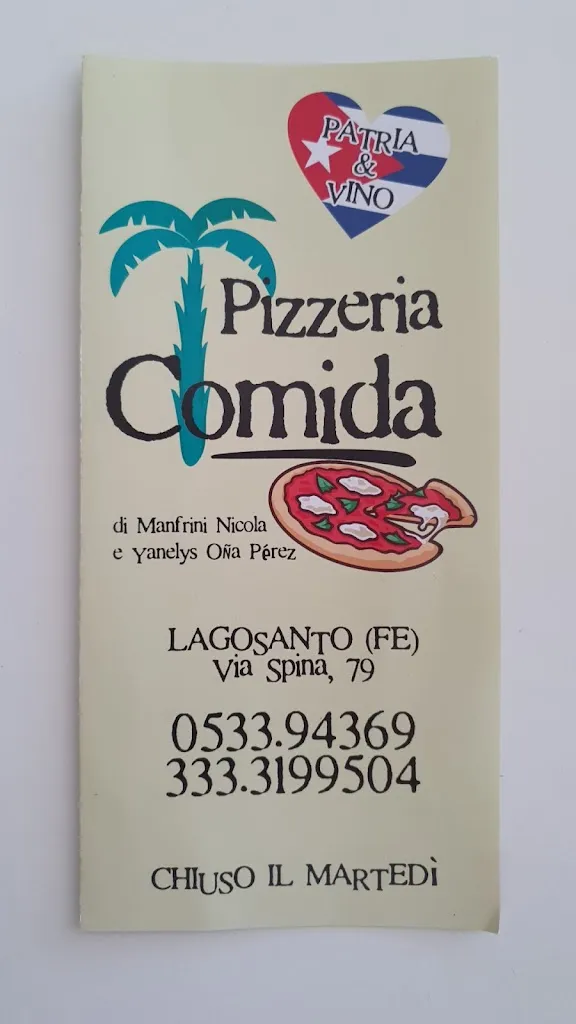 PATRIA
&
VINO
Pizzeria
Comida
di Manfrini Nicola
e Yanelys Oña Pérez
LAGOSANTO (FE)
Via Spina, 79
0533.94369
333.3199504
CHIUSO IL MARTEDÌ